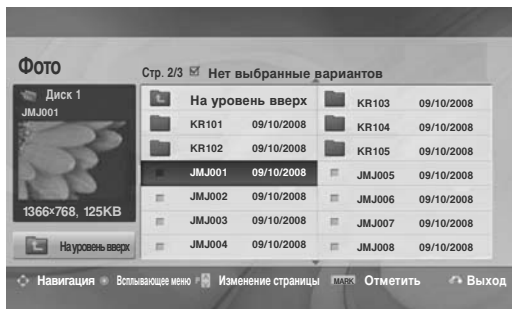 Фото
Стр. 2/3 Нет выбранные вариантов
Диск 1
JMJ001
1366x768, 125KB
На уровень вверх
На уровень вверх
KR101 09/10/2008
KR102 09/10/2008
JMJ001 09/10/2008
JMJ002 09/10/2008
JMJ003 09/10/2008
JMJ004 09/10/2008
KR103 09/10/2008
KR104 09/10/2008
KR105 09/10/2008
JMJ005 09/10/2008
JMJ006 09/10/2008
JMJ007 09/10/2008
JMJ008 09/10/2008
Навигация Всплывающее меню P Изменение страницы MARK Отметить Выход